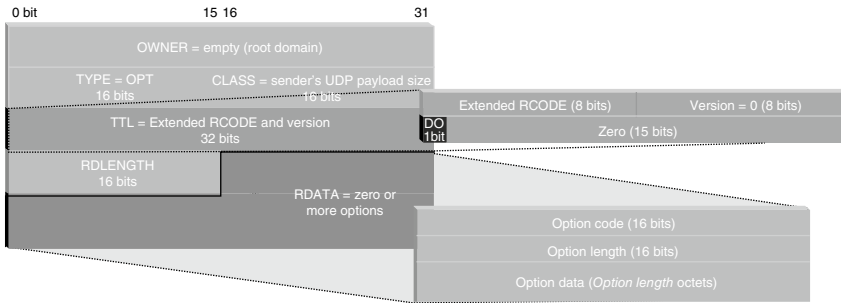 0 bit 15 16 31
OWNER = empty (root domain)
TYPE = OPT CLASS = sender's UDP payload size
16 bits 16 bits
Extended RCODE (8 bits) Version = 0 (8 bits)
TTL = Extended RCODE and version
32 bits
DO
1bit
Zero (15 bits)
RDLENGTH
16 bits
RDATA = zero or
more options
Option code (16 bits)
Option length (16 bits)
Option data (Option length octets)